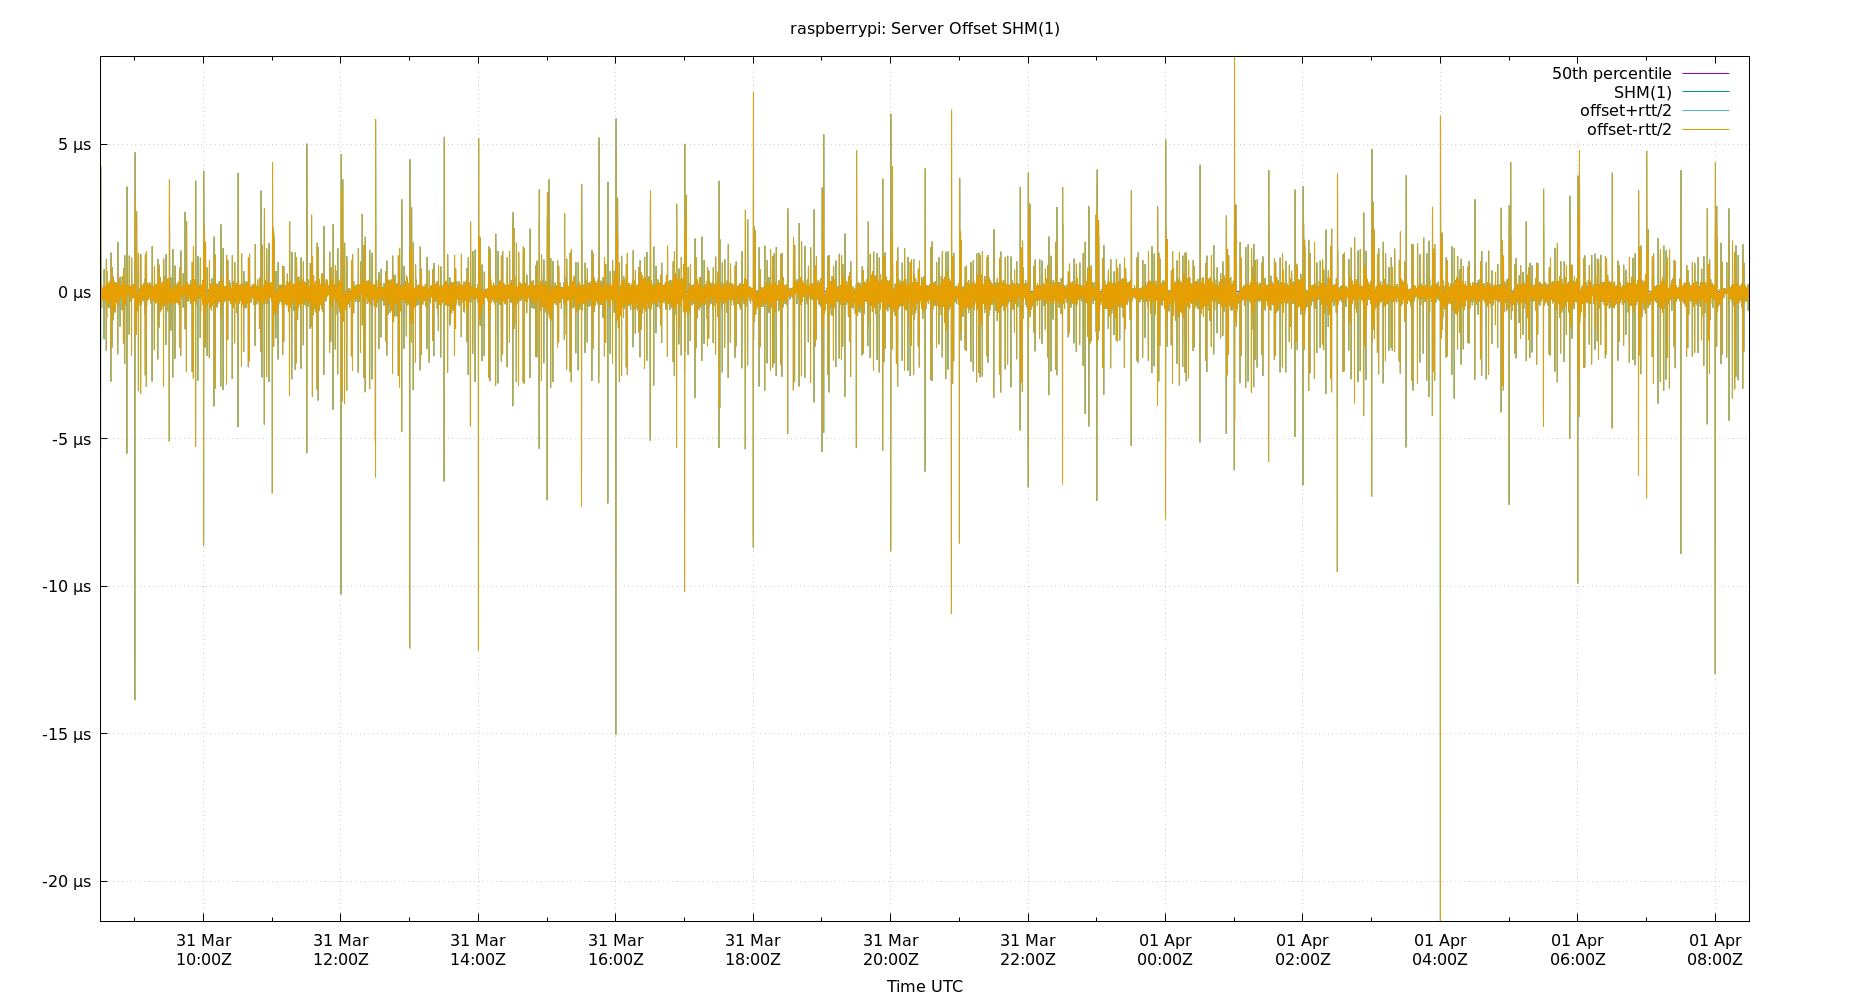 raspberrypi: Server Offset SHM(1)
50th percentile
SHM(1)
offset+rtt/2
offset-rtt/2
5 µs
0 µs
-5 µs
-10 µs
-15 µs
-20 µs
31 Mar 31 Mar 31 Mar 31 Mar 31 Mar 31 Mar 31 Mar 01 Apr 01 Apr 01 Apr 01 Apr 01 Apr
10:00Z 12:00Z 14:00Z 16:00Z 18:00Z 20:00Z 22:00Z 00:00Z 02:00Z 04:00Z 06:00Z 08:00Z
Time UTC